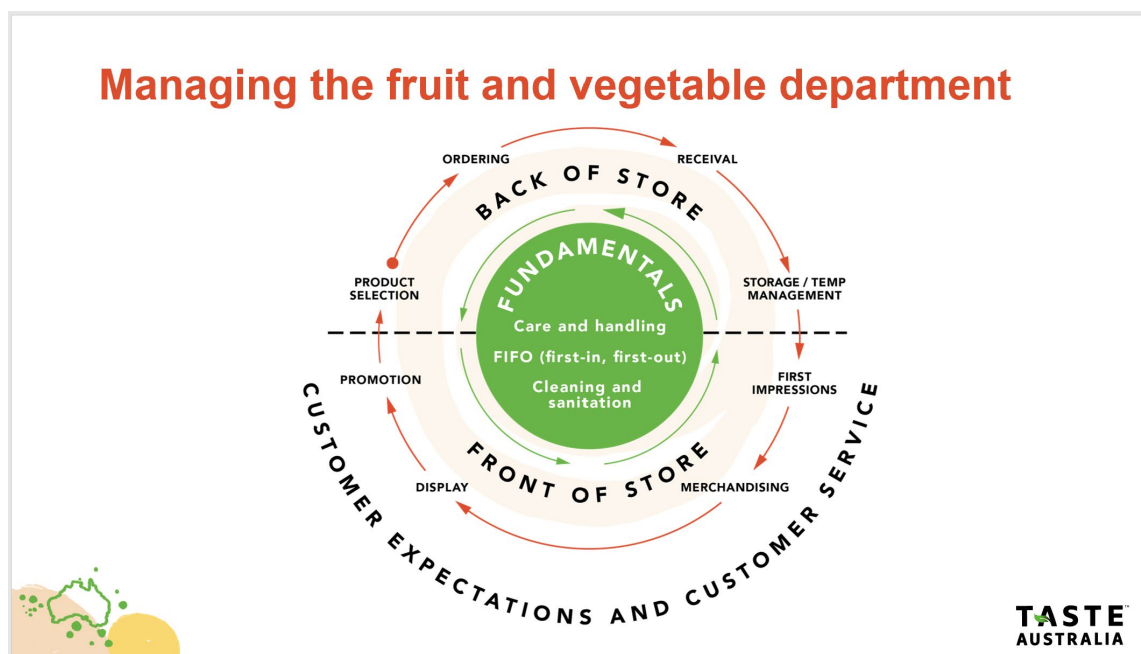 Managing the fruit and vegetable department
ORDERING
RECEIVAL
BACK OF STORE
PRODUCT
SELECTION
STORAGE / TEMP
MANAGEMENT
FUNDAMENTALS
Care and handling
FIFO (first-in, first-out)
Cleaning and
sanitation
PROMOTION
FIRST
IMPRESSIONS
FRONT OF STORE
DISPLAY
MERCHANDISING
CUSTOMER EXPECTATIONS AND CUSTOMER SERVICE
TASTE™
AUSTRALIA